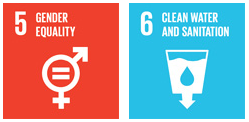 5 GENDER
EQUALITY
6 CLEAN WATER
AND SANITATION